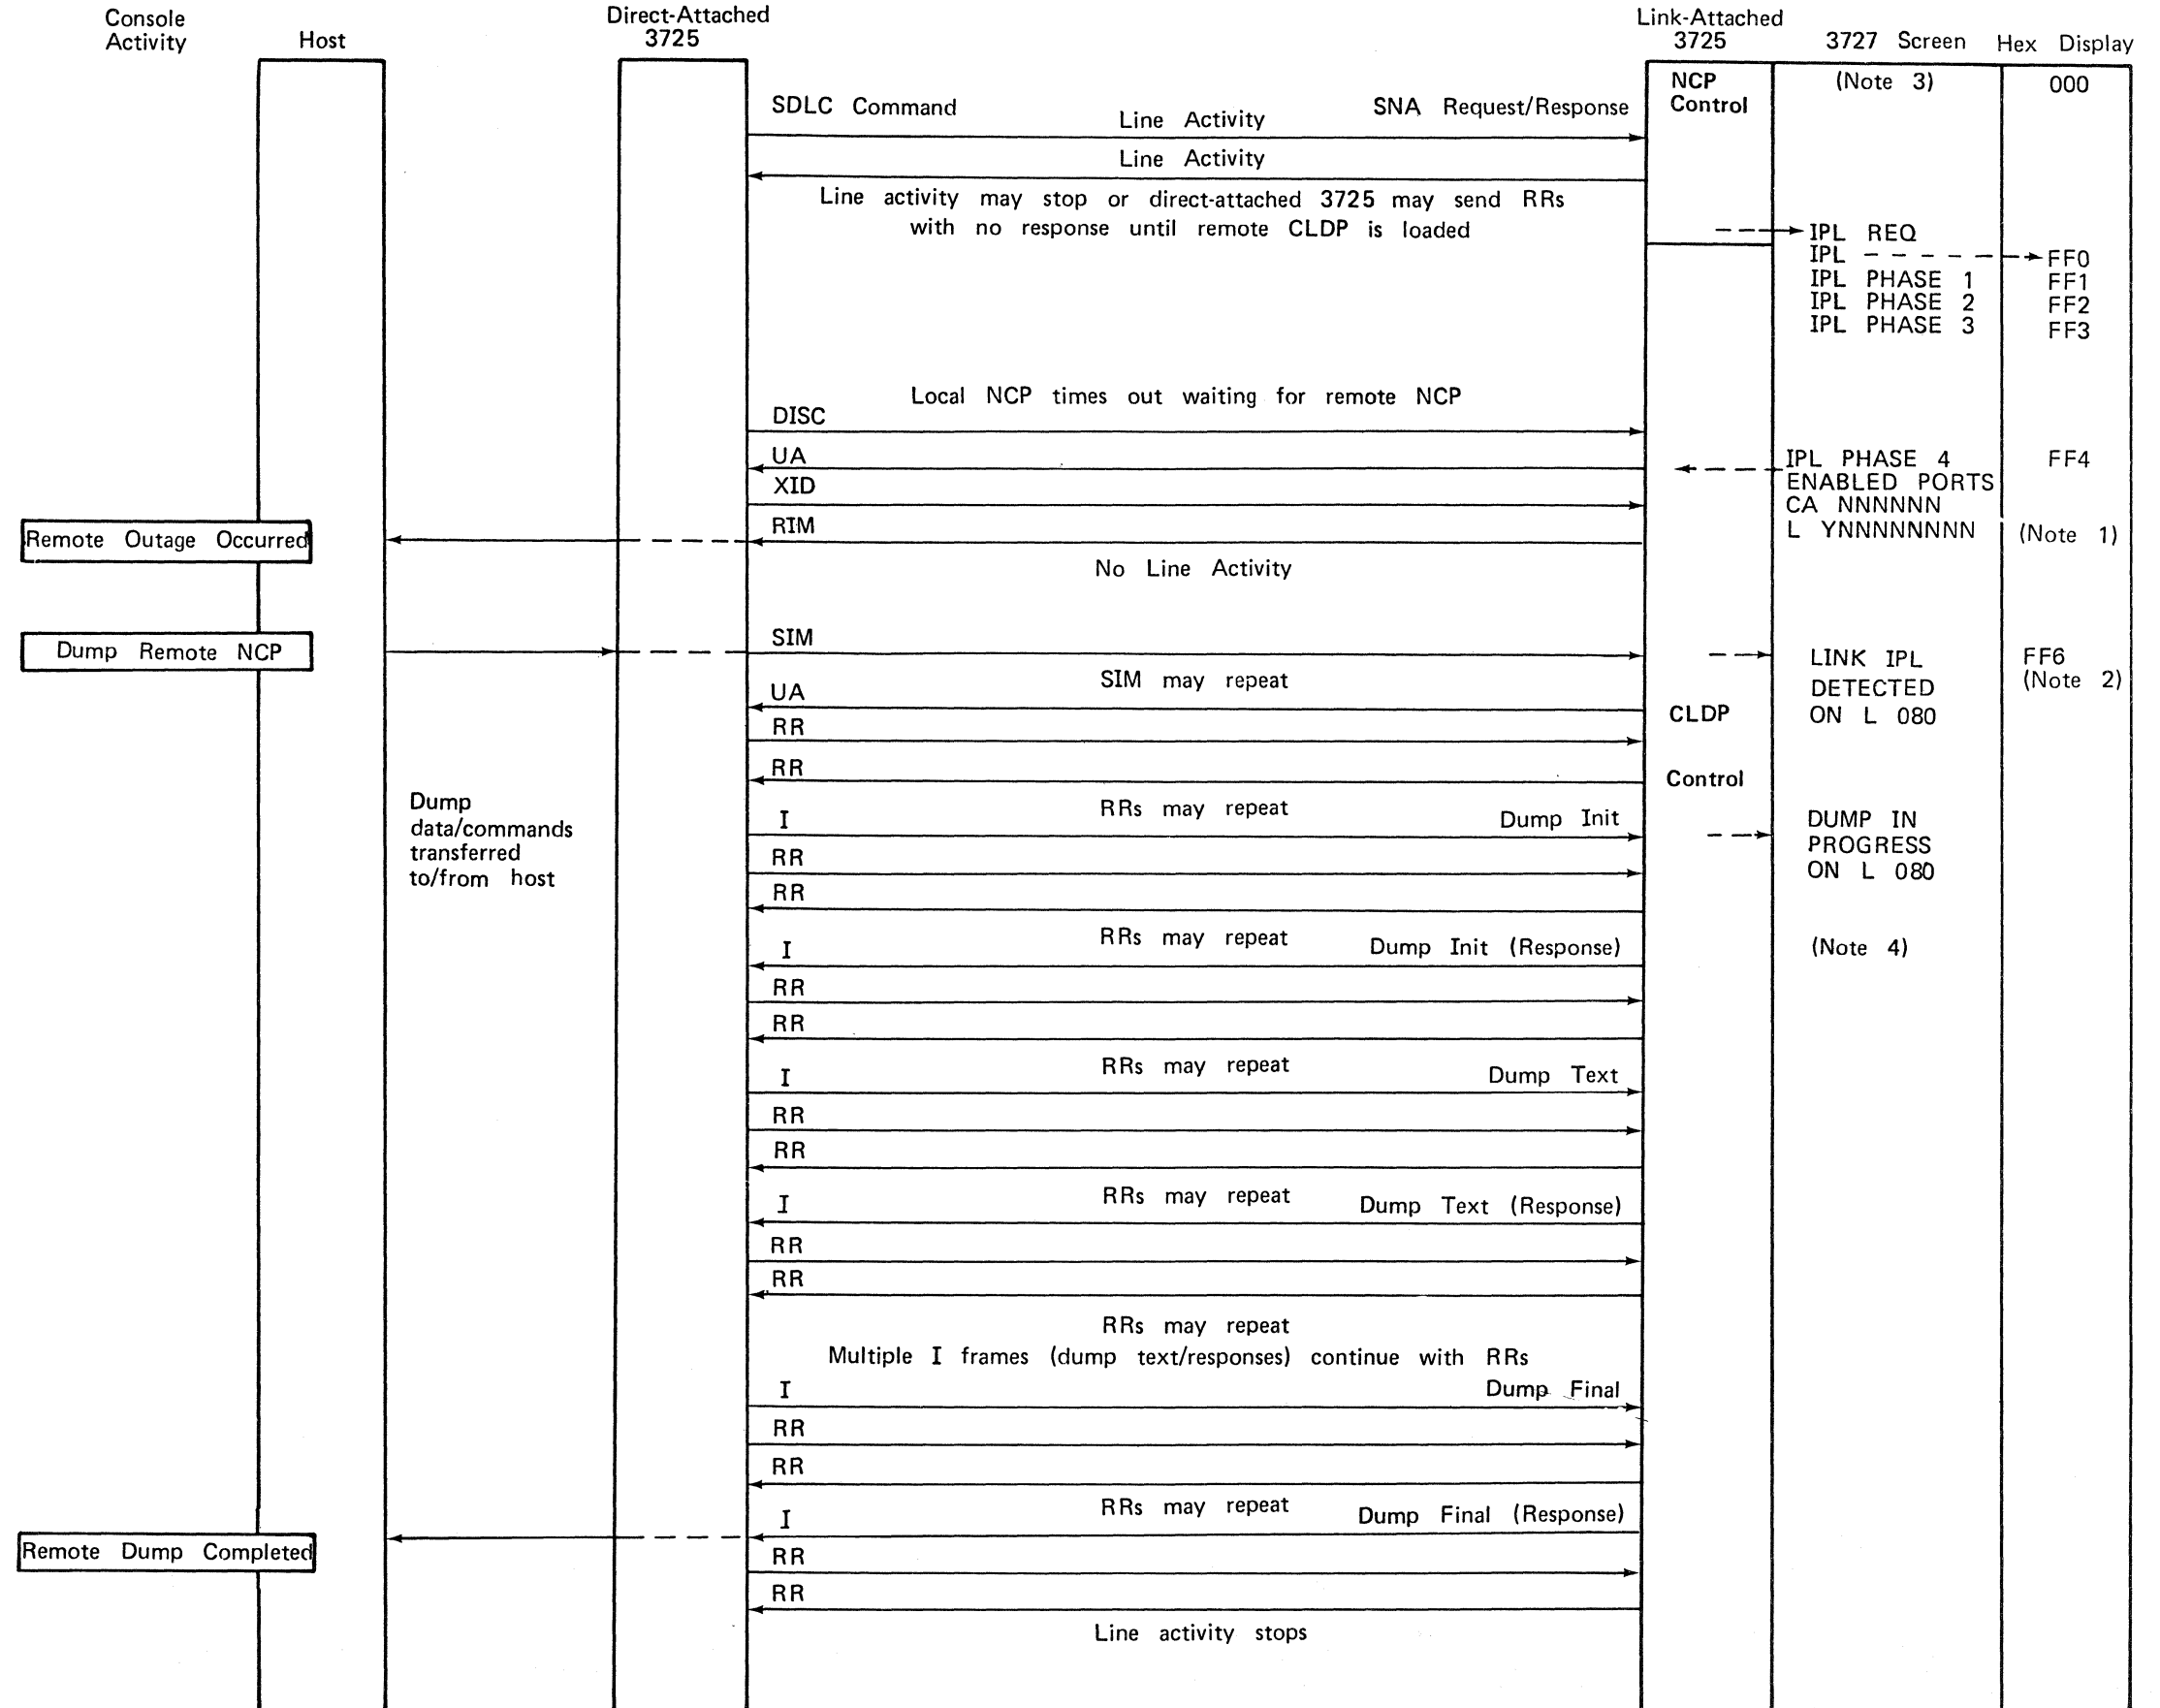 Console
Activity
Host
Direct-Attached
3725
Link-Attached
3725
3727 Screen
Hex Display
NCP
Control
(Note 3)
000
SDLC Command
SNA Request/Response
Line Activity
Line Activity
Line activity may stop or direct-attached 3725 may send RRs
with no response until remote CLDP is loaded
IPL REQ
IPL
FF0
IPL PHASE 1
FF1
IPL PHASE 2
FF2
IPL PHASE 3
FF3
Local NCP times out waiting for remote NCP
DISC
UA
IPL PHASE 4
FF4
XID
ENABLED PORTS
CA NNNNNN
Remote Outage Occurred
RIM
L YNNNNNNNN
(Note 1)
No Line Activity
Dump Remote NCP
SIM
LINK IPL
FF6
SIM may repeat
(Note 2)
UA
DETECTED
CLDP
ON L 080
RR
RR
Control
Dump
data/commands
transferred
to/from host
RRs may repeat
I
Dump Init
DUMP IN
PROGRESS
ON L 080
RR
RR
RRs may repeat
I
Dump Init (Response)
(Note 4)
RR
RR
RRs may repeat
I
Dump Text
RR
RR
RRs may repeat
I
Dump Text (Response)
RR
RR
RRs may repeat
Multiple I frames (dump text/responses) continue with RRs
I
Dump Final
RR
RR
RRs may repeat
I
Dump Final (Response)
Remote Dump Completed
RR
RR
Line activity stops